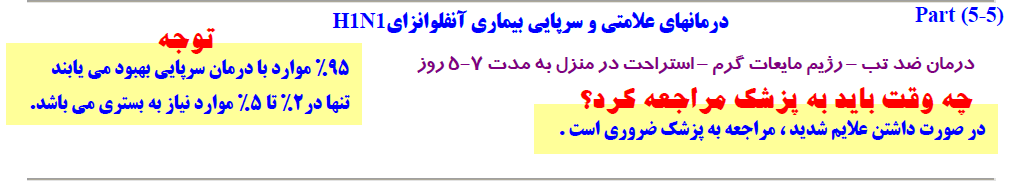 Part (5-5)
درمانهای علامتی و سرپایی بیماری آنفلوانزای H1N1
درمان ضد تب – رژیم مایعات گرم – استراحت در منزل به مدت ۷-۵ روز
چه وقت باید به پزشک مراجعه کرد؟
در صورت داشتن علایم شدید ، مراجعه به پزشک ضروری است .
توجه
۹۵٪ موارد با درمان سرپایی بهبود می یابند
تنها در۲٪ تا ۵٪ موارد نیاز به بستری می باشد.